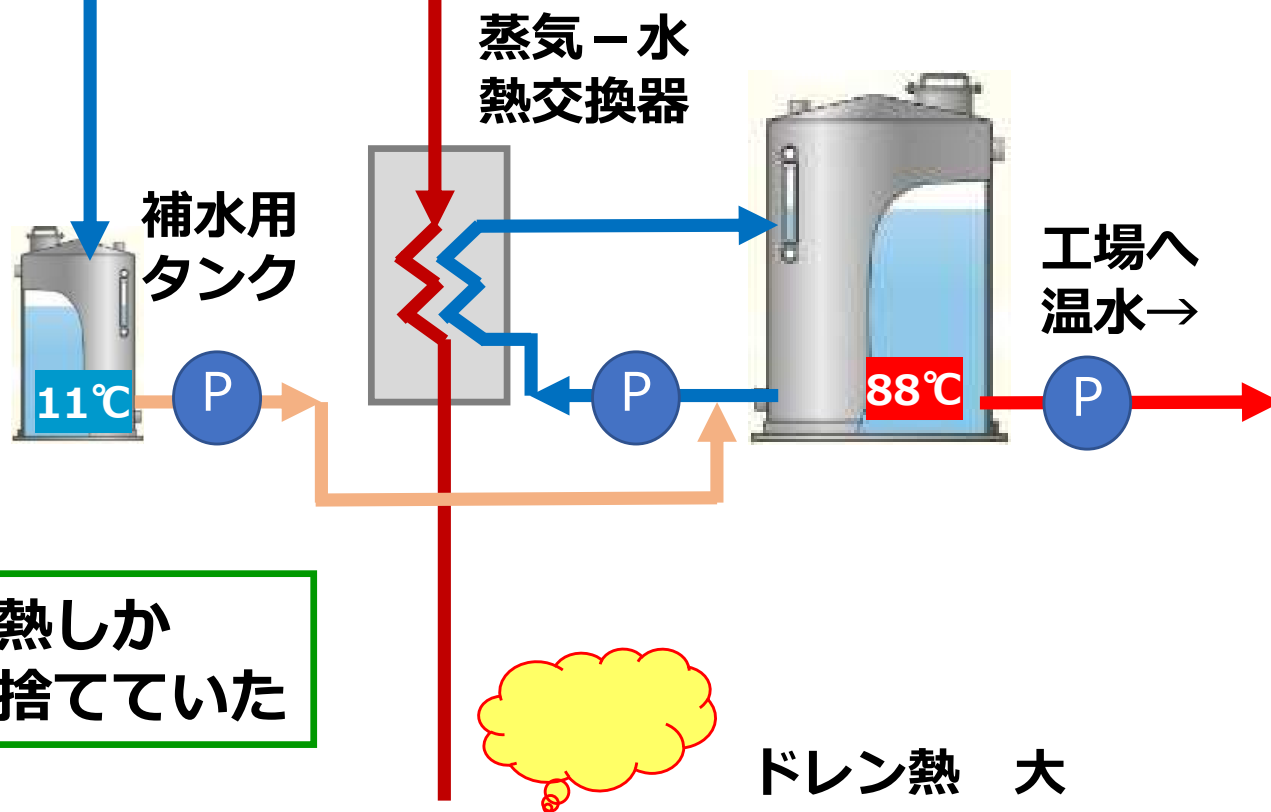 蒸気－水
熱交換器
補水用
タンク
工場へ
温水→
11℃
P
P
88℃
P
熱しか
捨てていた
ドレン熱　大